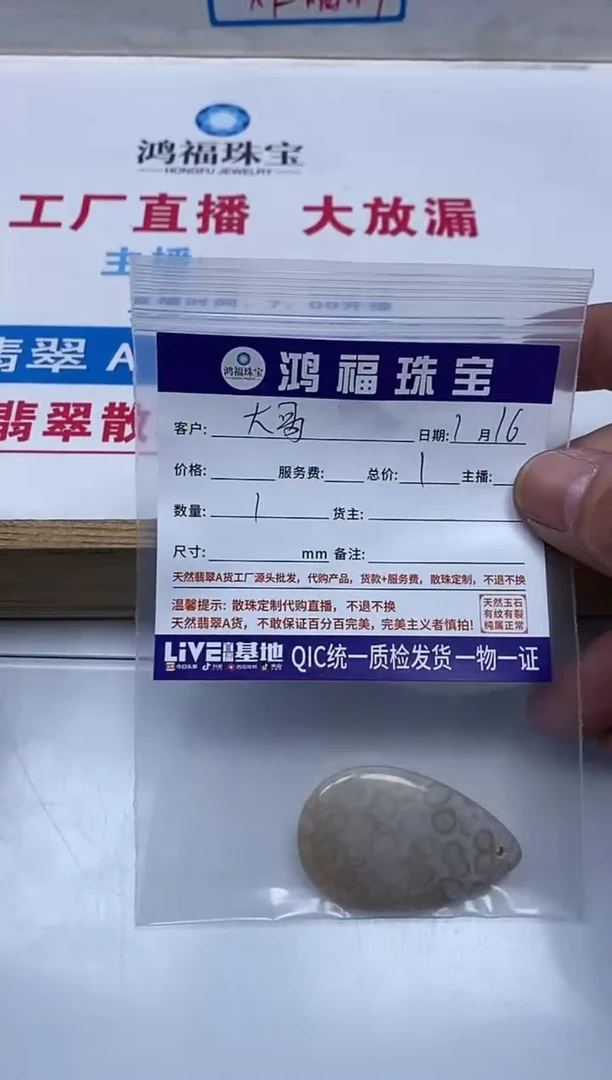 鸿福珠宝
HONGFU JEWELRY
工厂直播 大放漏
主播
翡翠 A
翡翠散
鸿福珠宝
鸿福珠宝
客户: 大哥 日期: 1 月 16
价格: 服务费: 总价: 1 主播:
数量: 1 货主:
尺寸: mm 备注:
天然翡翠A货工厂源头批发，代购产品，货款+服务费，散珠定制，不退不换
温馨提示: 散珠定制代购直播，不退不换
天然翡翠A货，不敢保证百分百完美，完美主义者慎拍!
天然玉石
有纹有裂
纯属正常
LiVE直播基地 QIC统一质检发货 一物一证